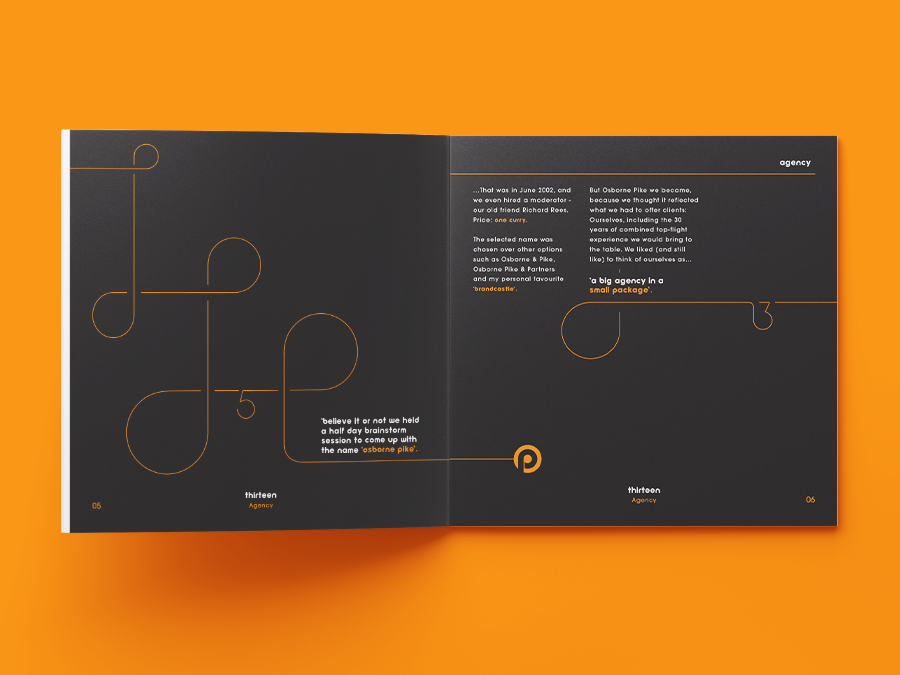 'believe it or not we held
a half day brainstorm
session to come up with
the name 'osborne pike'.
thirteen
Agency
05
agency
...That was in June 2002, and
we even hired a moderator -
our old friend Richard Rees.
Price: one curry.
The selected name was
chosen over other options
such as Osborne & Pike,
Osborne Pike & Partners
and my personal favourite
'brandcastle'.
But Osborne Pike we became,
because we thought it reflected
what we had to offer clients:
Ourselves, including the 30
years of combined top-flight
experience we would bring to
the table. We liked (and still
like) to think of ourselves as...
'a big agency in a
small package'.
3
5
p
thirteen
Agency
06